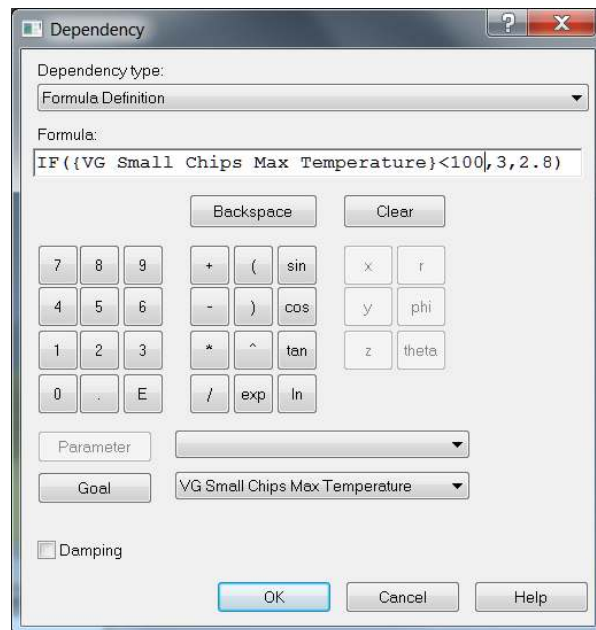 Dependency
Dependency type:
Formula Definition
Formula:
IF({VG Small Chips Max Temperature}<100,3,2.8)
Backspace Clear
7 8 9 + ( sin x r
4 5 6 - ) cos y phi
1 2 3 * ^ tan z theta
0 . E / exp ln
Parameter
Goal VG Small Chips Max Temperature
Damping
OK Cancel Help